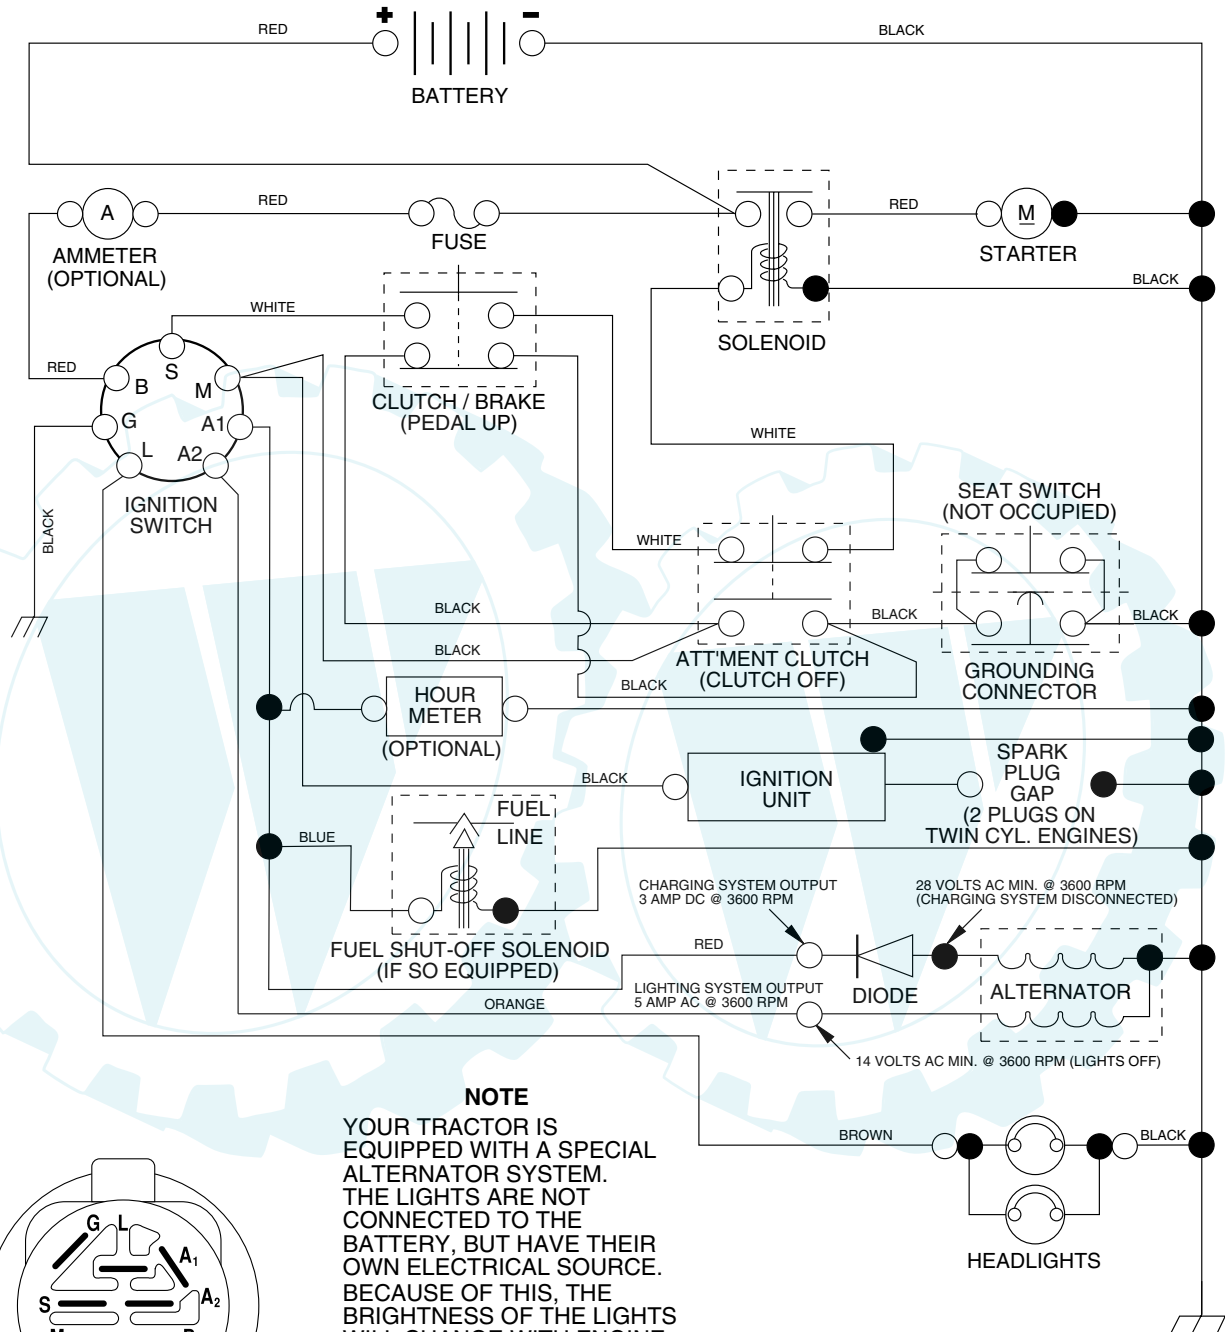 + −
RED
BLACK
BATTERY
RED
A
FUSE
RED
M
STARTER
AMMETER
(OPTIONAL)
BLACK
WHITE
SOLENOID
RED
S
B
M
G
A1
L
A2
CLUTCH / BRAKE
(PEDAL UP)
WHITE
IGNITION
SWITCH
BLACK
SEAT SWITCH
(NOT OCCUPIED)
WHITE
BLACK
BLACK
BLACK
BLACK
ATT'MENT CLUTCH
(CLUTCH OFF)
BLACK
GROUNDING
CONNECTOR
HOUR
METER
(OPTIONAL)
BLACK
IGNITION
UNIT
SPARK
PLUG
GAP
(2 PLUGS ON
TWIN CYL. ENGINES)
FUEL
LINE
BLUE
CHARGING SYSTEM OUTPUT
3 AMP DC @ 3600 RPM
28 VOLTS AC MIN. @ 3600 RPM
(CHARGING SYSTEM DISCONNECTED)
FUEL SHUT-OFF SOLENOID
(IF SO EQUIPPED)
RED
DIODE
ALTERNATOR
LIGHTING SYSTEM OUTPUT
5 AMP AC @ 3600 RPM
ORANGE
14 VOLTS AC MIN. @ 3600 RPM (LIGHTS OFF)
NOTE
YOUR TRACTOR IS
EQUIPPED WITH A SPECIAL
ALTERNATOR SYSTEM.
THE LIGHTS ARE NOT
CONNECTED TO THE
BATTERY, BUT HAVE THEIR
OWN ELECTRICAL SOURCE.
BECAUSE OF THIS, THE
BRIGHTNESS OF THE LIGHTS
WILL CHANGE WITH ENGINE
BROWN
BLACK
HEADLIGHTS
G L
A1
A2
S
M
B